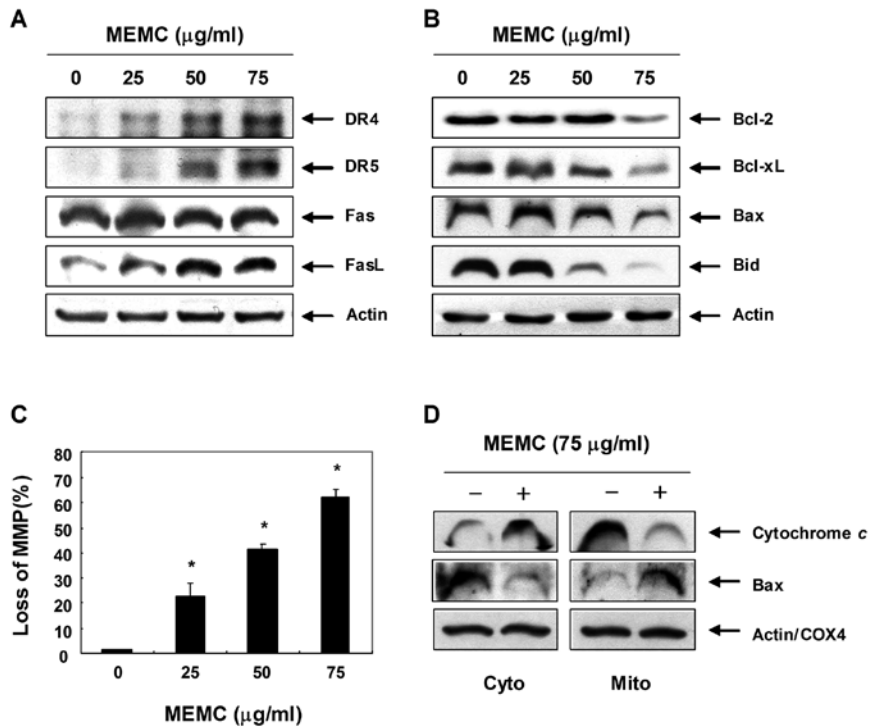 A
MEMC (µg/ml)
0 25 50 75
DR4
DR5
Fas
FasL
Actin
B
MEMC (µg/ml)
0 25 50 75
Bcl-2
Bcl-xL
Bax
Bid
Actin
C
Loss of MMP(%)
80
70
60
50
40
30
20
10
0
* * *
0 25 50 75
MEMC (µg/ml)
D
MEMC (75 µg/ml)
− + − +
Cytochrome c
Bax
Actin/COX4
Cyto Mito